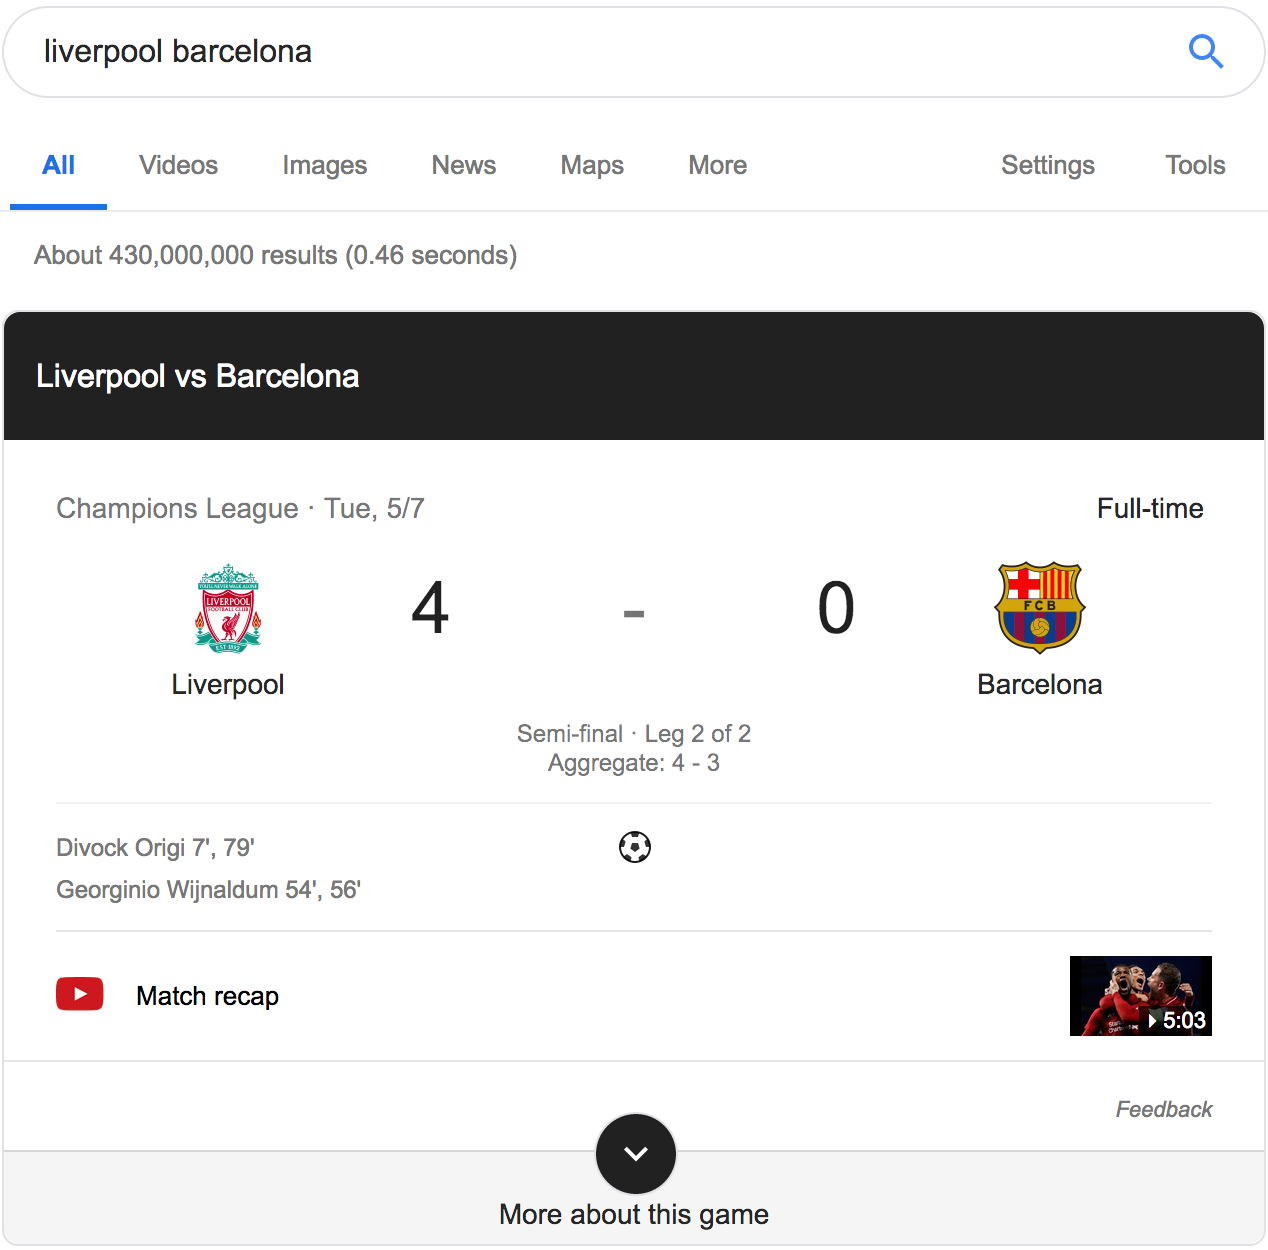 liverpool barcelona
All Videos Images News Maps More Settings Tools
About 430,000,000 results (0.46 seconds)
Liverpool vs Barcelona
Champions League · Tue, 5/7 Full-time
YOU'LL NEVER WALK ALONE
LIVERPOOL
FOOTBALL CLUB
EST 1892
4 - 0
FCB
Liverpool Barcelona
Semi-final · Leg 2 of 2
Aggregate: 4 - 3
Divock Origi 7', 79'
Georginio Wijnaldum 54', 56'
Match recap
5:03
Feedback
More about this game